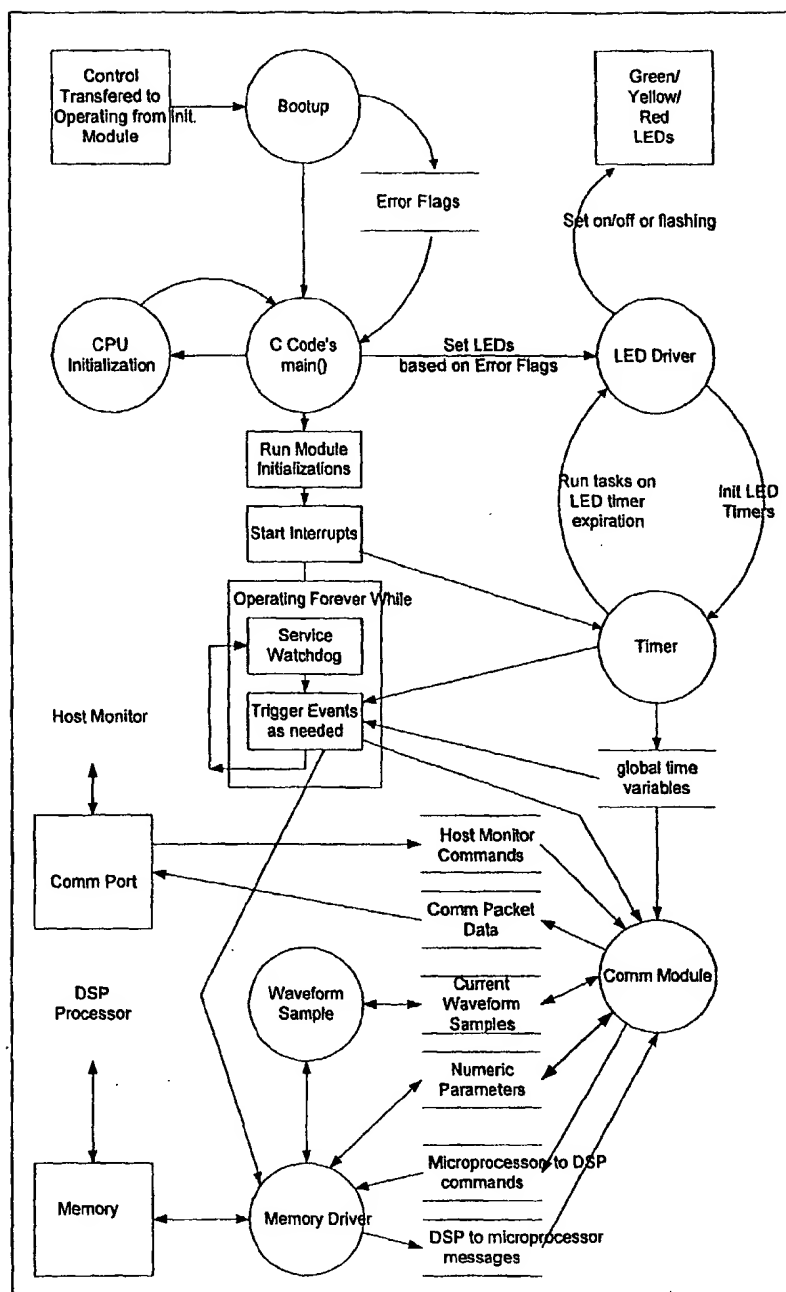 Control
Transfered to
Operating from Init.
Module
Bootup
Green/
Yellow/
Red
LEDs
Error Flags
Set on/off or flashing
CPU
Initialization
C Code's
main()
Set LEDs
based on Error Flags
LED Driver
Run Module
Initializations
Run tasks on
LED timer
expiration
Init LED
Timers
Start Interrupts
Operating Forever While
Service
Watchdog
Timer
Trigger Events
as needed
Host Monitor
global time
variables
Comm Port
Host Monitor
Commands
Comm Packet
Data
Comm Module
DSP
Processor
Waveform
Sample
Current
Waveform
Samples
Numeric
Parameters
Memory
Memory Driver
Microprocessor to DSP
commands
DSP to microprocessor
messages